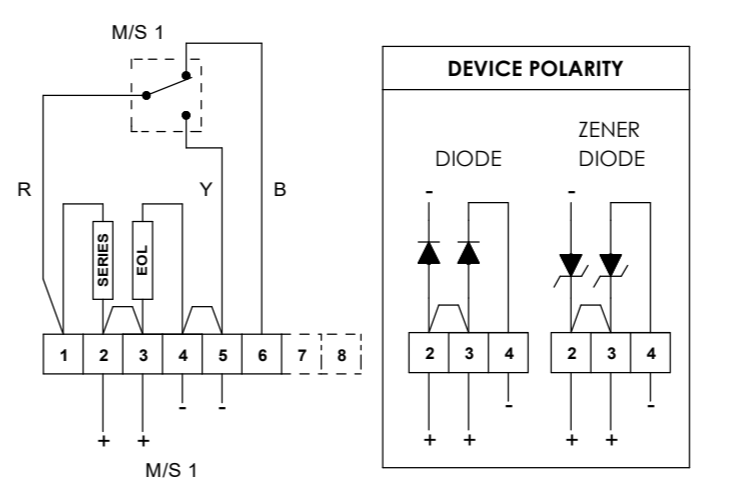 M/S 1
DEVICE POLARITY
DIODE
ZENER
DIODE
- -
R Y B
SERIES EOL
1 2 3 4 5 6 7 8
2 3 4
2 3 4
- -
- -
+ +
+ + + +
M/S 1